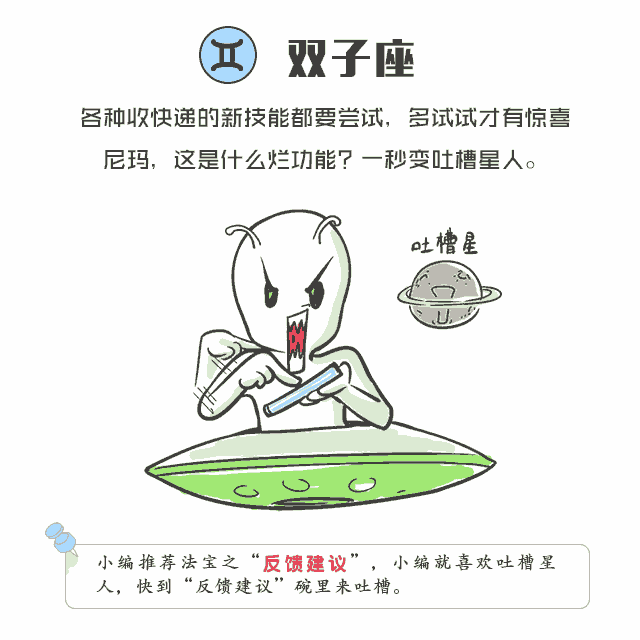 双子座
各种收快递的新技能都要尝试，多试试才有惊喜
尼玛，这是什么烂功能？一秒变吐槽星人。
吐槽星
小编推荐法宝之“反馈建议”，小编就喜欢吐槽星
人，快到“反馈建议”碗里来吐槽。